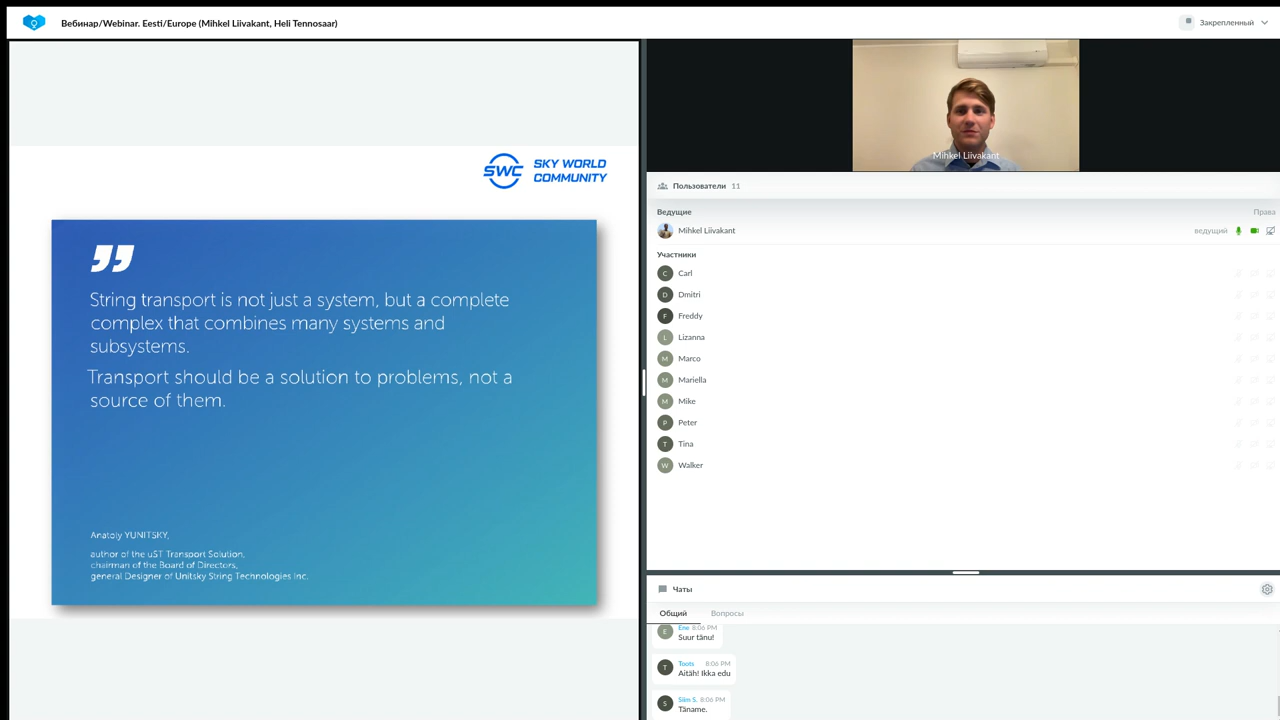 Вебинар/Webinar. Eesti/Europe (Mihkel Liivakant, Heli Tennosaar)
Закрепленный
SWC SKY WORLD
COMMUNITY
String transport is not just a system, but a complete
complex that combines many systems and
subsystems.
Transport should be a solution to problems, not a
source of them.
Anatoly YUNITSKY,
author of the uST Transport Solution,
chairman of the Board of Directors,
general Designer of Unitsky String Technologies Inc.
Mihkel Liivakant
Пользователи 11
Ведущие Права
Mihkel Liivakant ведущий
Участники
C Carl
D Dmitri
F Freddy
L Lizanna
M Marco
M Mariella
M Mike
P Peter
T Tina
W Walker
Чаты
Общий Вопросы
E Ene 8:06 PM
Suur tänu!
T Toots 8:06 PM
Aitäh! Ikka edu
S Siim S. 8:06 PM
Täname.